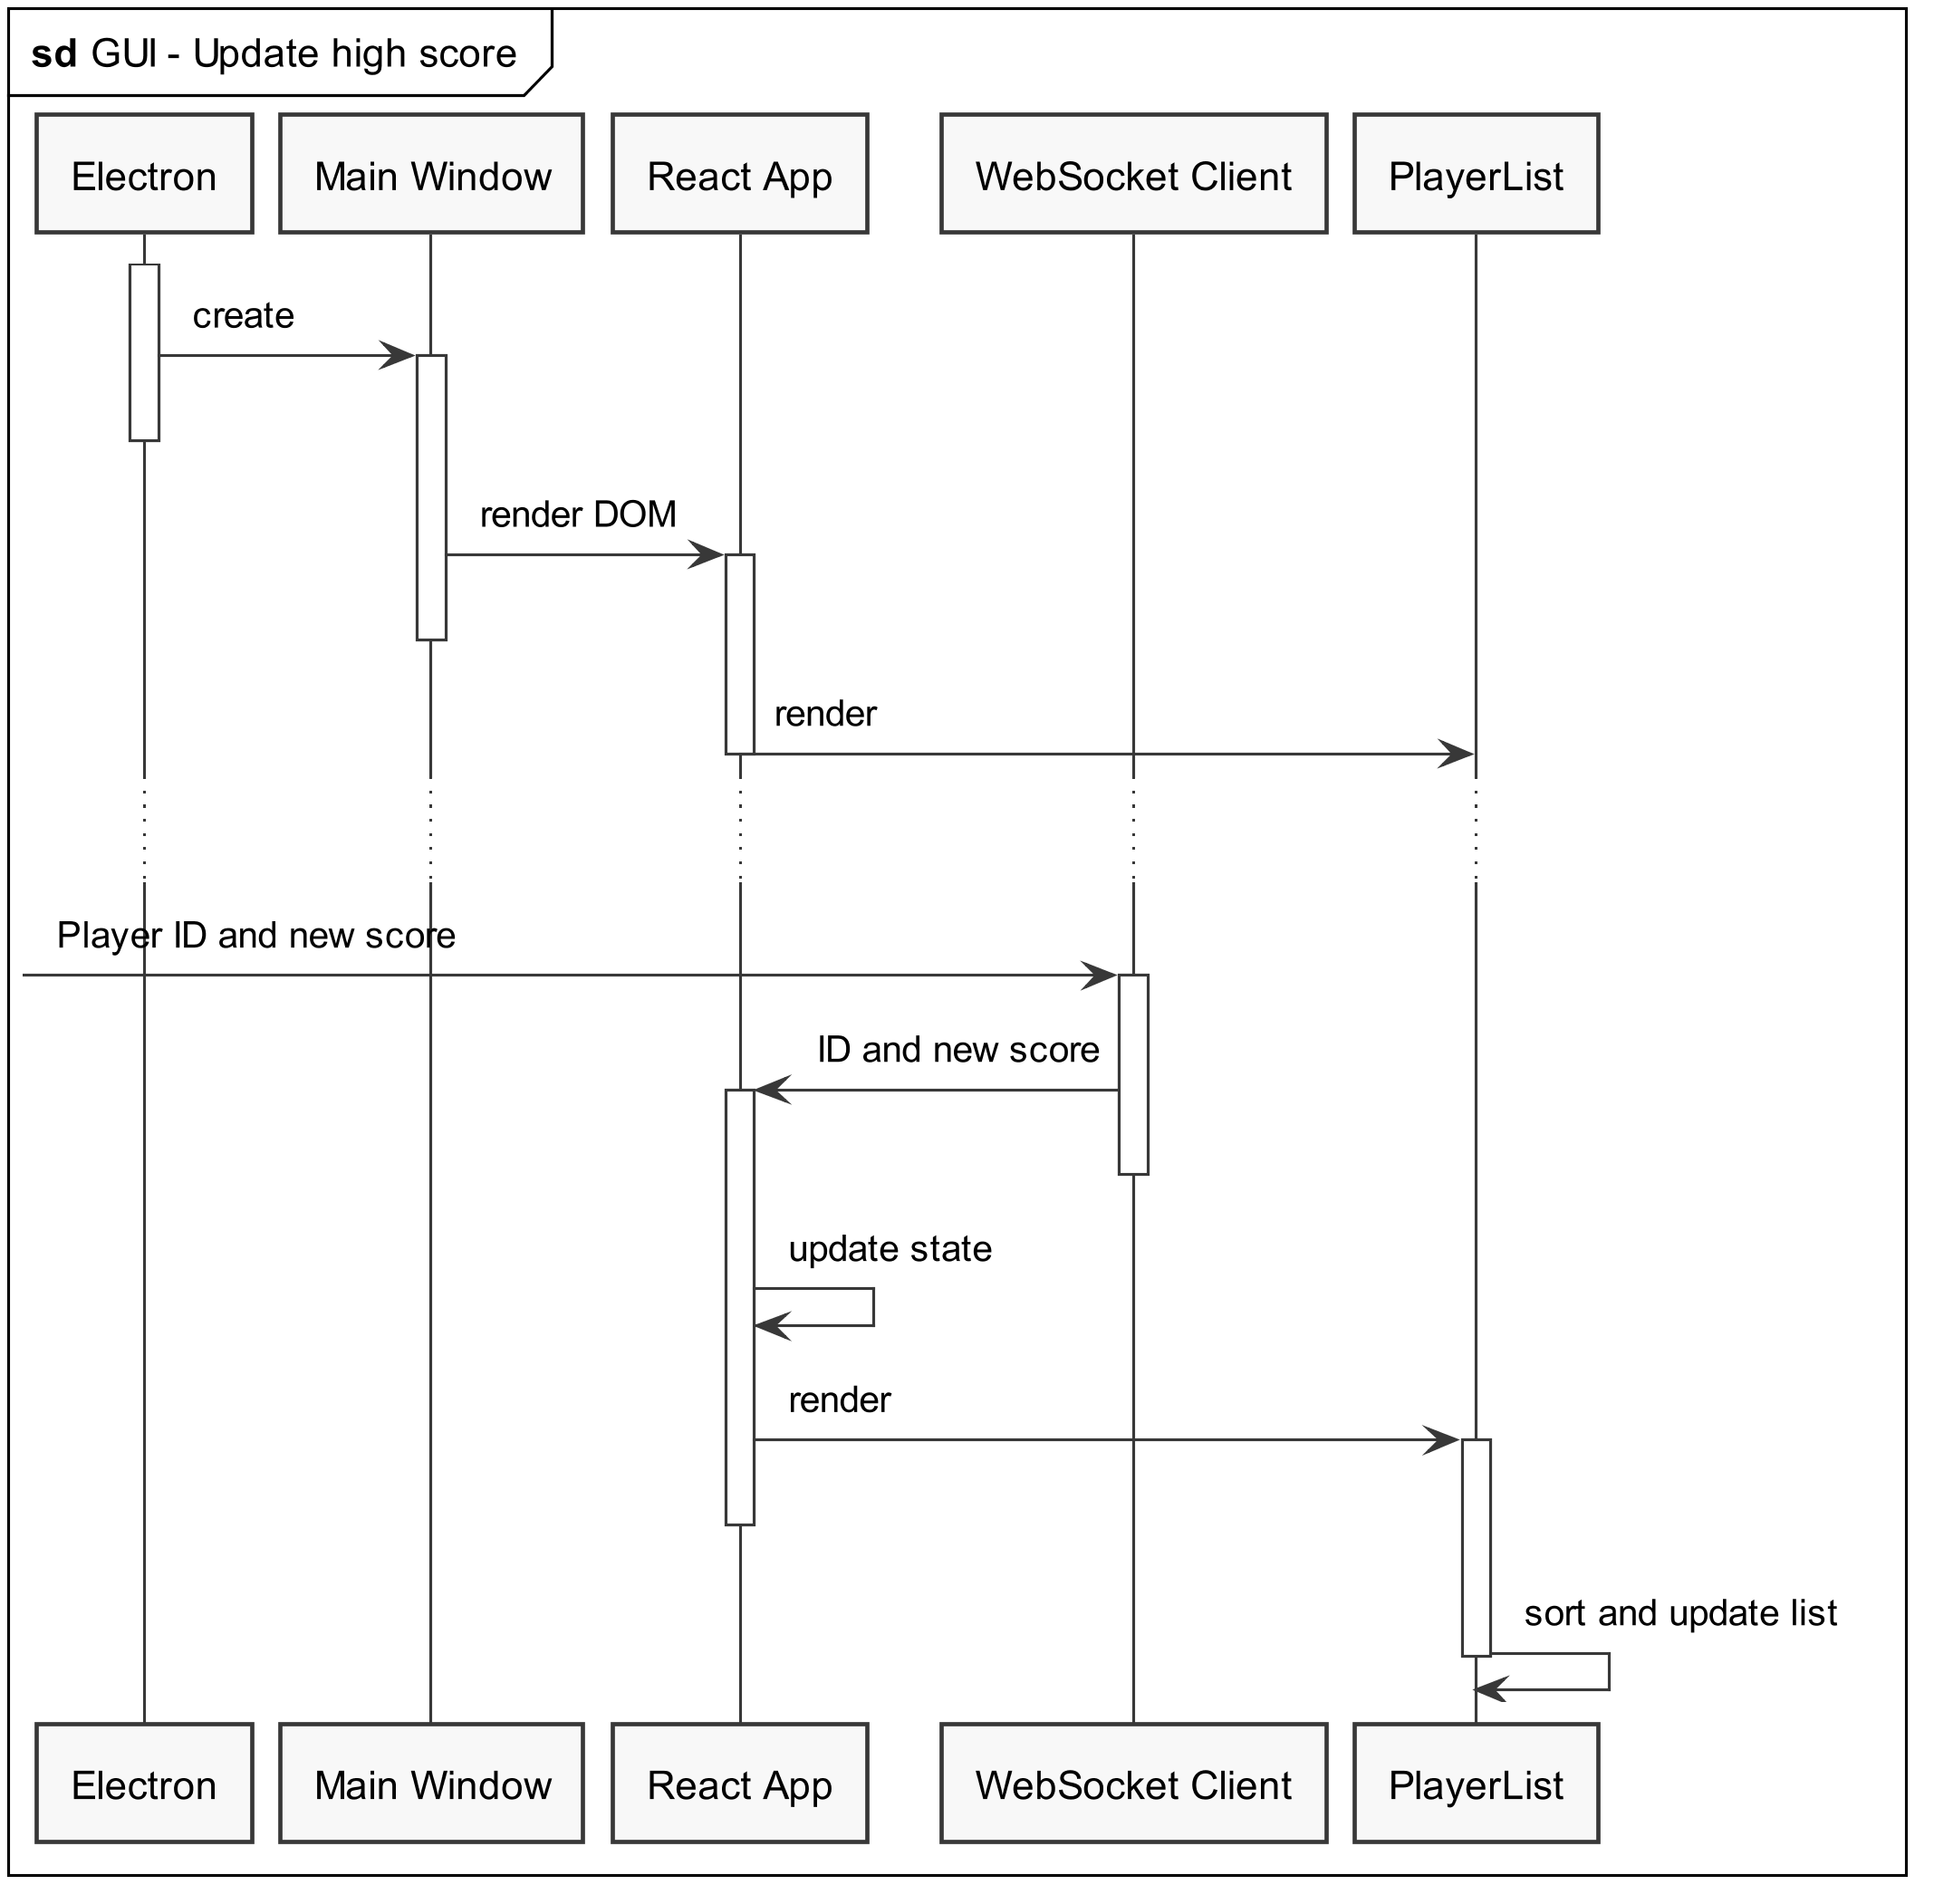 sd GUI - Update high score
Electron
Main Window
React App
WebSocket Client
PlayerList
create
render DOM
render
Player ID and new score
ID and new score
update state
render
sort and update list
Electron
Main Window
React App
WebSocket Client
PlayerList